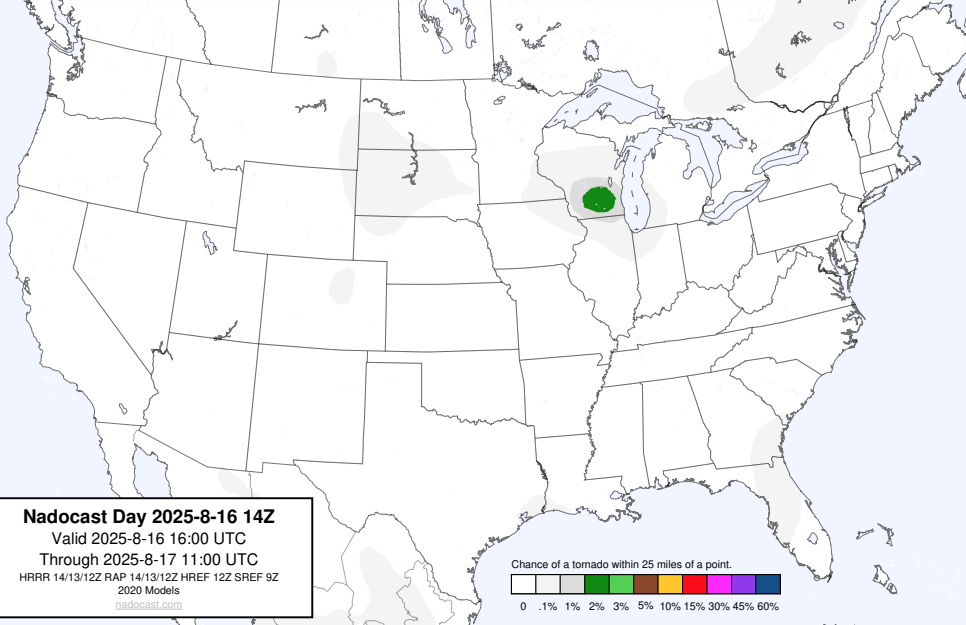 Nadocast Day 2025-8-16 14Z
Valid 2025-8-16 16:00 UTC
Through 2025-8-17 11:00 UTC
HRRR 14/13/12Z RAP 14/13/12Z HREF 12Z SREF 9Z
2020 Models
nadocast.com
Chance of a tornado within 25 miles of a point.
0 .1% 1% 2% 3% 5% 10% 15% 30% 45% 60%